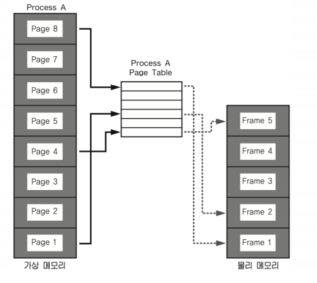 Process A
Page 8
Page 7
Page 6
Page 5
Page 4
Page 3
Page 2
Page 1
가상 메모리
Process A
Page Table
Frame 5
Frame 4
Frame 3
Frame 2
Frame 1
물리 메모리